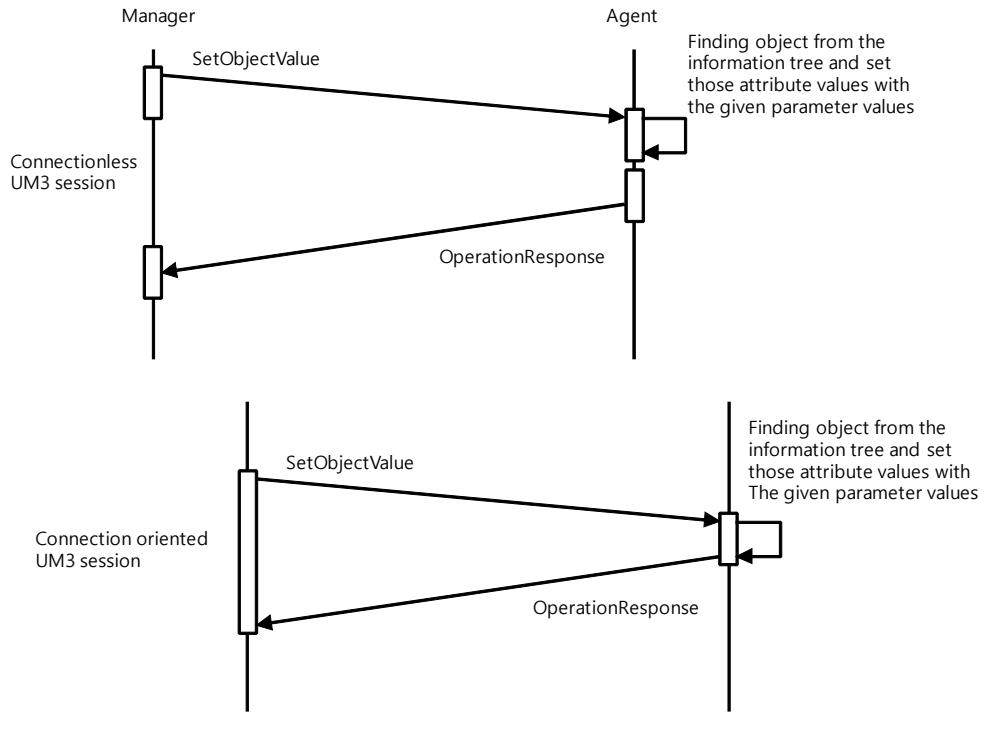 Manager
Agent
SetObjectValue
Finding object from the
information tree and set
those attribute values with
the given parameter values
Connectionless
UM3 session
OperationResponse
Finding object from the
information tree and set
those attribute values with
The given parameter values
SetObjectValue
Connection oriented
UM3 session
OperationResponse